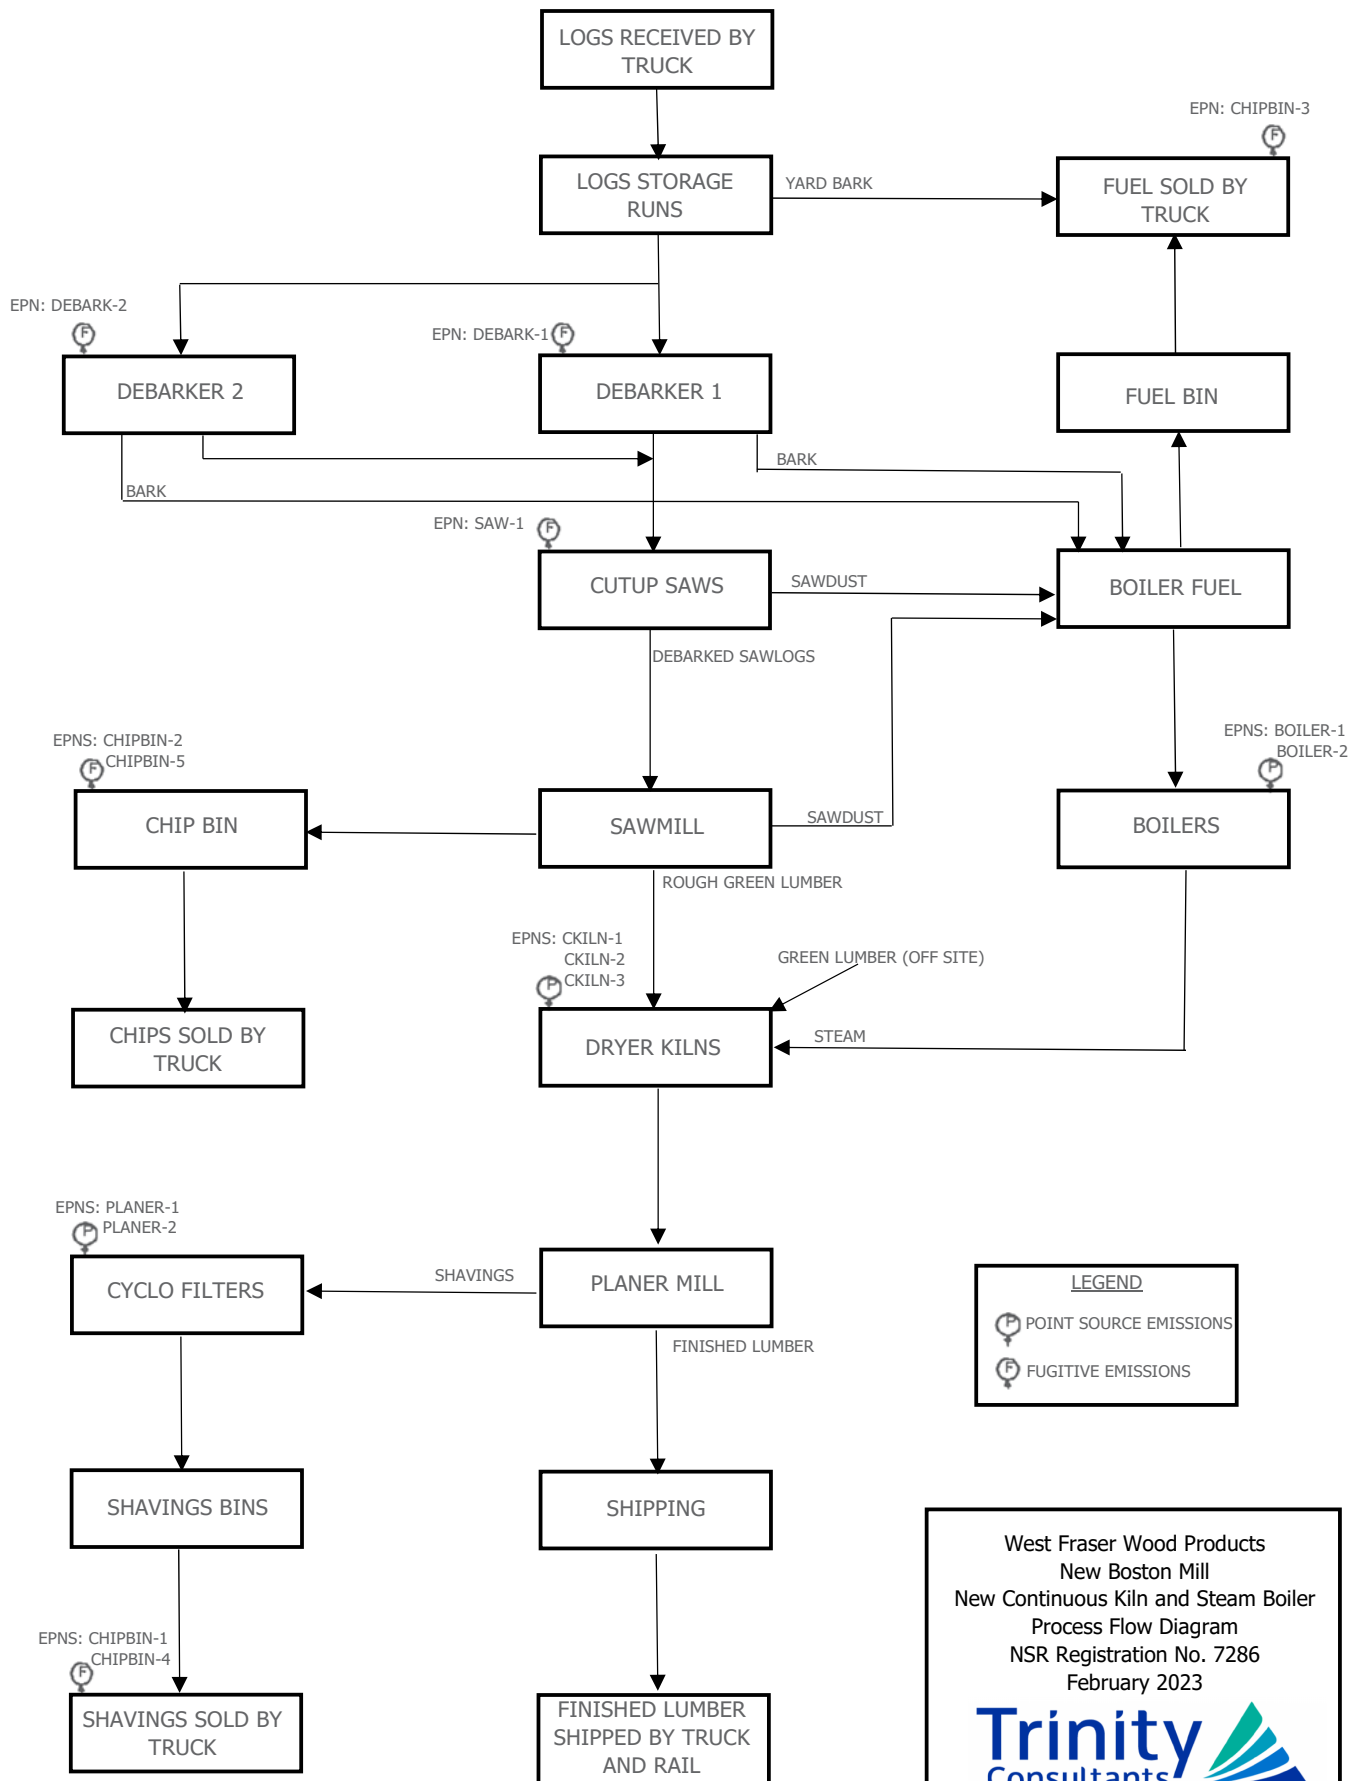 LOGS RECEIVED BY
TRUCK
EPN: CHIPBIN-3
F
LOGS STORAGE
RUNS
YARD BARK
FUEL SOLD BY
TRUCK
EPN: DEBARK-2
F
EPN: DEBARK-1
F
DEBARKER 2
DEBARKER 1
FUEL BIN
BARK
BARK
EPN: SAW-1
F
CUTUP SAWS
SAWDUST
BOILER FUEL
DEBARKED SAWLOGS
EPNS: CHIPBIN-2
CHIPBIN-5
F
EPNS: BOILER-1
BOILER-2
P
CHIP BIN
SAWMILL
SAWDUST
BOILERS
ROUGH GREEN LUMBER
EPNS: CKILN-1
CKILN-2
CKILN-3
P
GREEN LUMBER (OFF SITE)
CHIPS SOLD BY
TRUCK
DRYER KILNS
STEAM
EPNS: PLANER-1
PLANER-2
P
CYCLO FILTERS
SHAVINGS
PLANER MILL
FINISHED LUMBER
LEGEND
P POINT SOURCE EMISSIONS
F FUGITIVE EMISSIONS
SHAVINGS BINS
SHIPPING
EPNS: CHIPBIN-1
CHIPBIN-4
F
SHAVINGS SOLD BY
TRUCK
FINISHED LUMBER
SHIPPED BY TRUCK
AND RAIL
West Fraser Wood Products
New Boston Mill
New Continuous Kiln and Steam Boiler
Process Flow Diagram
NSR Registration No. 7286
February 2023
Trinity
Consultants